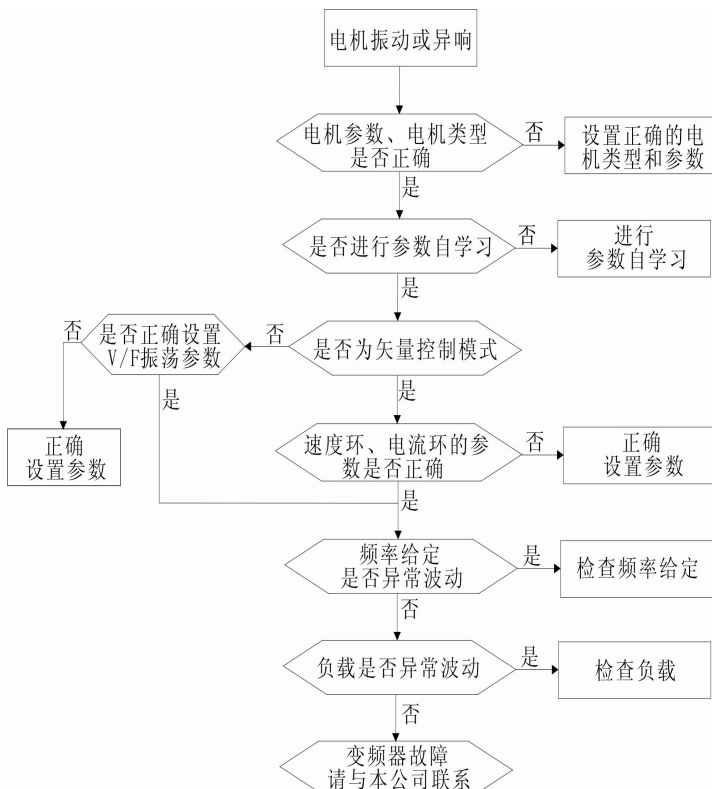 电机振动或异响
电机参数、电机类型
是否正确
否
设置正确的电
机类型和参数
是
是否进行参数自学习
否
进行
参数自学习
是
是否为矢量控制模式
否
是否正确设置
V/F振荡参数
否
正确
设置参数
是
是
速度环、电流环的参
数是否正确
否
正确
设置参数
是
频率给定
是否异常波动
是
检查频率给定
否
负载是否异常波动
是
检查负载
否
变频器故障
请与本公司联系